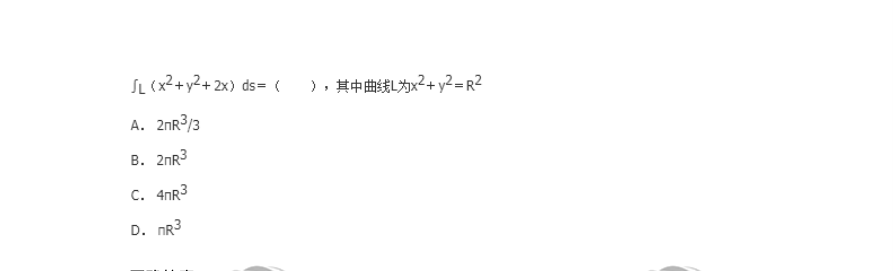 ∫L（x²+y²+2x）ds=（　　），其中曲线L为x²+y²=R²
A. 2πR³/3
B. 2πR³
C. 4πR³
D. πR³